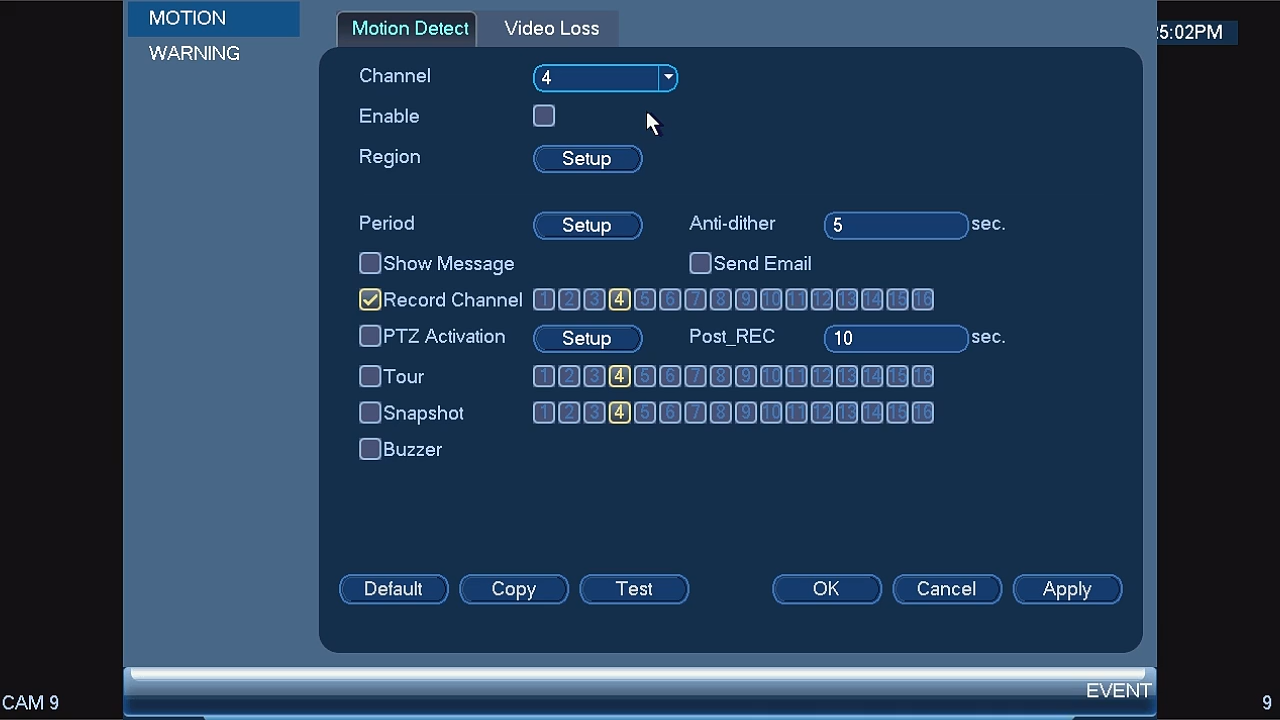 MOTION
WARNING
Motion Detect Video Loss
5:02PM
Channel 4
Enable
Region Setup
Period Setup Anti-dither 5 sec.
Show Message Send Email
Record Channel 1 2 3 4 5 6 7 8 9 10 11 12 13 14 15 16
PTZ Activation Setup Post_REC 10 sec.
Tour 1 2 3 4 5 6 7 8 9 10 11 12 13 14 15 16
Snapshot 1 2 3 4 5 6 7 8 9 10 11 12 13 14 15 16
Buzzer
Default Copy Test OK Cancel Apply
EVENT
CAM 9 9